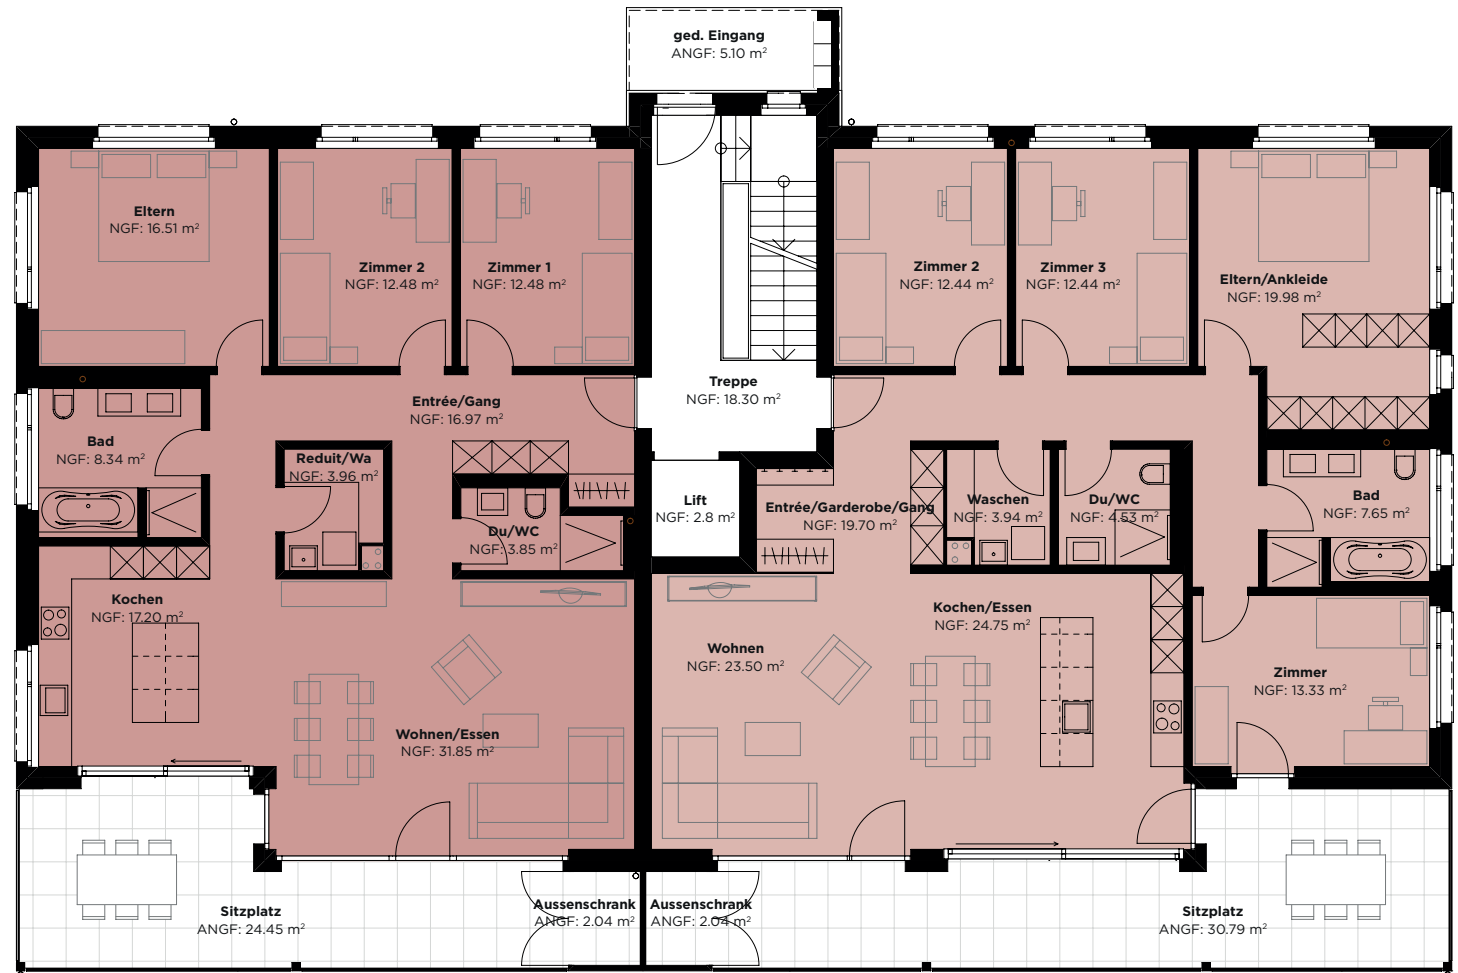 ged. Eingang
ANGF: 5.10 m²
Eltern
NGF: 16.51 m²
Zimmer 2
NGF: 12.48 m²
Zimmer 1
NGF: 12.48 m²
Zimmer 2
NGF: 12.44 m²
Zimmer 3
NGF: 12.44 m²
Eltern/Ankleide
NGF: 19.98 m²
Treppe
NGF: 18.30 m²
Entrée/Gang
NGF: 16.97 m²
Bad
NGF: 8.34 m²
Reduit/Wa
NGF: 3.96 m²
Du/WC
NGF: 3.85 m²
Lift
NGF: 2.8 m²
Entrée/Garderobe/Gang
NGF: 19.70 m²
Waschen
NGF: 3.94 m²
Du/WC
NGF: 4.53 m²
Bad
NGF: 7.65 m²
Kochen
NGF: 17.20 m²
Wohnen/Essen
NGF: 31.85 m²
Wohnen
NGF: 23.50 m²
Kochen/Essen
NGF: 24.75 m²
Zimmer
NGF: 13.33 m²
Sitzplatz
ANGF: 24.45 m²
Aussenschrank
ANGF: 2.04 m²
Aussenschrank
ANGF: 2.04 m²
Sitzplatz
ANGF: 30.79 m²